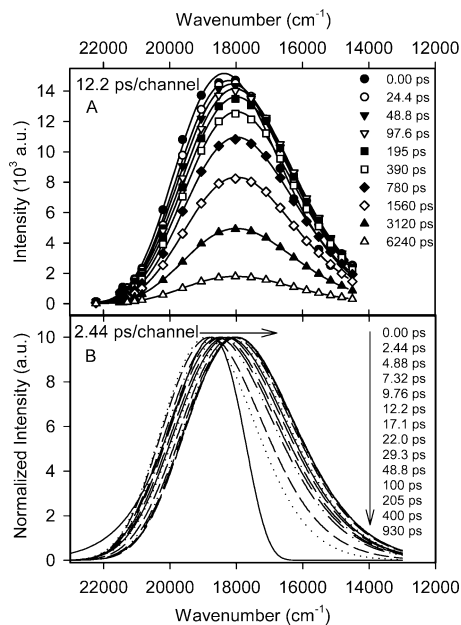 Wavenumber (cm⁻¹)
22000 20000 18000 16000 14000 12000
12.2 ps/channel
A
Intensity (10³ a.u.)
14
12
10
8
6
4
2
0
0.00 ps
24.4 ps
48.8 ps
97.6 ps
195 ps
390 ps
780 ps
1560 ps
3120 ps
6240 ps
2.44 ps/channel
B
Normalized Intensity (a.u.)
10
8
6
4
2
0
0.00 ps
2.44 ps
4.88 ps
7.32 ps
9.76 ps
12.2 ps
17.1 ps
22.0 ps
29.3 ps
48.8 ps
100 ps
205 ps
400 ps
930 ps
22000 20000 18000 16000 14000 12000
Wavenumber (cm⁻¹)